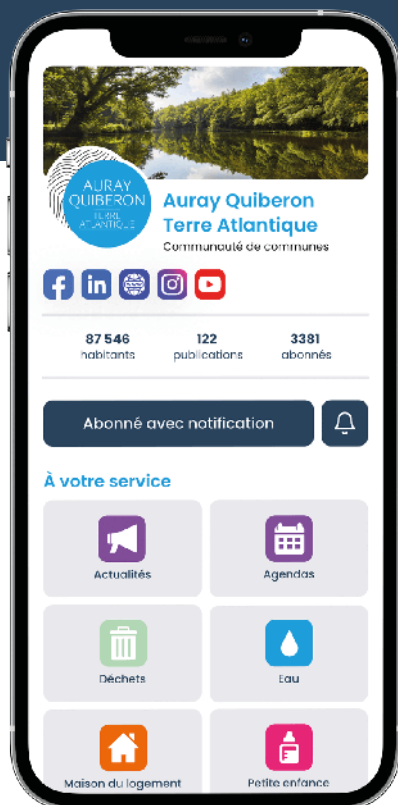 AURAY
QUIBERON
TERRE
ATLANTIQUE
Auray Quiberon
Terre Atlantique
Communauté de communes
87 546 122 3381
habitants publications abonnés
Abonné avec notification
À votre service
Actualités Agendas
Déchets Eau
Maison du logement Petite enfance